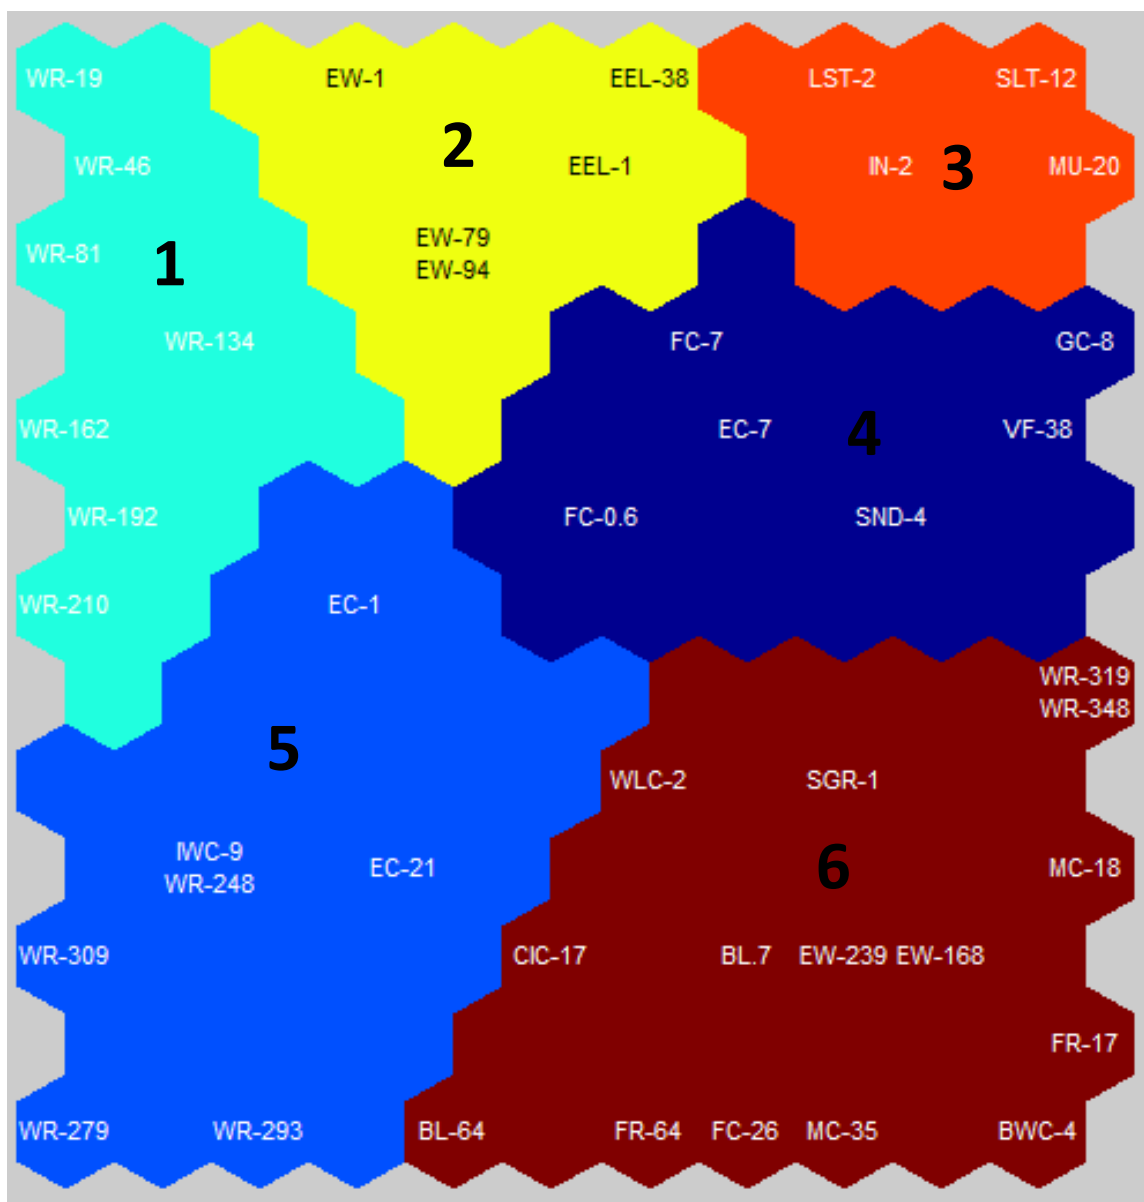 WR-19
EW-1
EEL-38
LST-2
SLT-12
2
WR-46
EEL-1
IN-2
3
MU-20
WR-81
1
EW-79
EW-94
WR-134
FC-7
GC-8
WR-162
EC-7
4
VF-38
WR-192
FC-0.6
SND-4
WR-210
EC-1
WR-319
WR-348
5
WLC-2
SGR-1
IWC-9
WR-248
EC-21
6
MC-18
WR-309
CIC-17
BL.7
EW-239
EW-168
FR-17
WR-279
WR-293
BL-64
FR-64
FC-26
MC-35
BWC-4